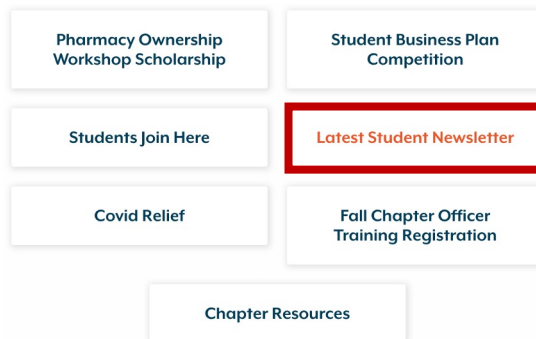 Pharmacy Ownership
Workshop Scholarship
Student Business Plan
Competition
Students Join Here
Latest Student Newsletter
Covid Relief
Fall Chapter Officer
Training Registration
Chapter Resources